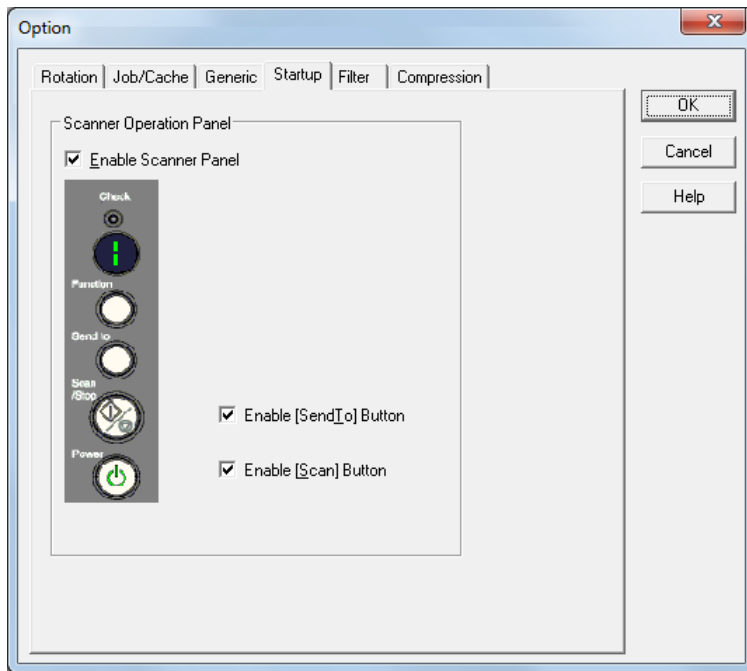 Option
X
Rotation Job/Cache Generic Startup Filter Compression
OK
Cancel
Help
Scanner Operation Panel
Enable Scanner Panel
Check
Function
Send to
Scan
/Stop
Enable [SendTo] Button
Power
Enable [Scan] Button